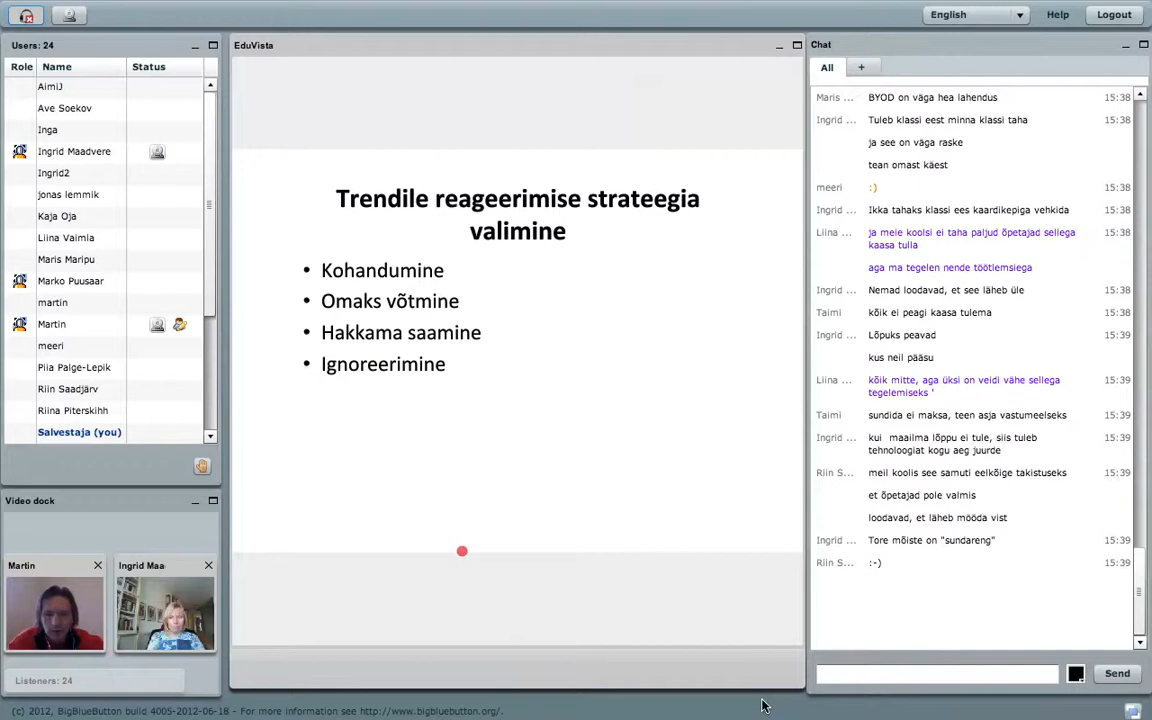 English
Help
Logout
Users: 24
Role Name Status
AimiJ
Ave Soekov
Inga
Ingrid Maadvere
Ingrid2
jonas lemmik
Kaja Oja
Liina Vaimla
Maris Maripu
Marko Puusaar
martin
Martin
meeri
Piia Palge-Lepik
Riin Saadjärv
Riina Piterskihh
Salvestaja (you)
Video dock
Martin
Ingrid Maa
Listeners: 24
EduVista
Trendile reageerimise strateegia
valimine
• Kohandumine
• Omaks võtmine
• Hakkama saamine
• Ignoreerimine
Chat
All +
Maris ... BYOD on väga hea lahendus 15:38
Ingrid ... Tuleb klassi eest minna klassi taha 15:38
ja see on väga raske
tean omast käest
meeri :) 15:38
Ingrid ... Ikka tahaks klassi ees kaardikepiga vehkida 15:38
Liina ... ja meie koolsi ei taha paljud õpetajad sellega 15:38
kaasa tulla
aga ma tegelen nende töötlemsiega
Ingrid ... Nemad loodavad, et see läheb üle 15:38
Taimi kõik ei peagi kaasa tulema 15:38
Ingrid ... Lõpuks peavad 15:39
kus neil pääsu
Liina ... kõik mitte, aga üksi on veidi vähe sellega 15:39
tegelemiseks '
Taimi sundida ei maksa, teen asja vastumeelseks 15:39
Ingrid ... kui maailma lõppu ei tule, siis tuleb 15:39
tehnoloogiat kogu aeg juurde
Riin S... meil koolis see samuti eelkõige takistuseks 15:39
et õpetajad pole valmis
loodavad, et läheb mööda vist
Ingrid ... Tore mõiste on "sundareng" 15:39
Riin S... :-) 15:39
Send
(c) 2012, BigBlueButton build 4005-2012-06-18 - For more information see http://www.bigbluebutton.org/.